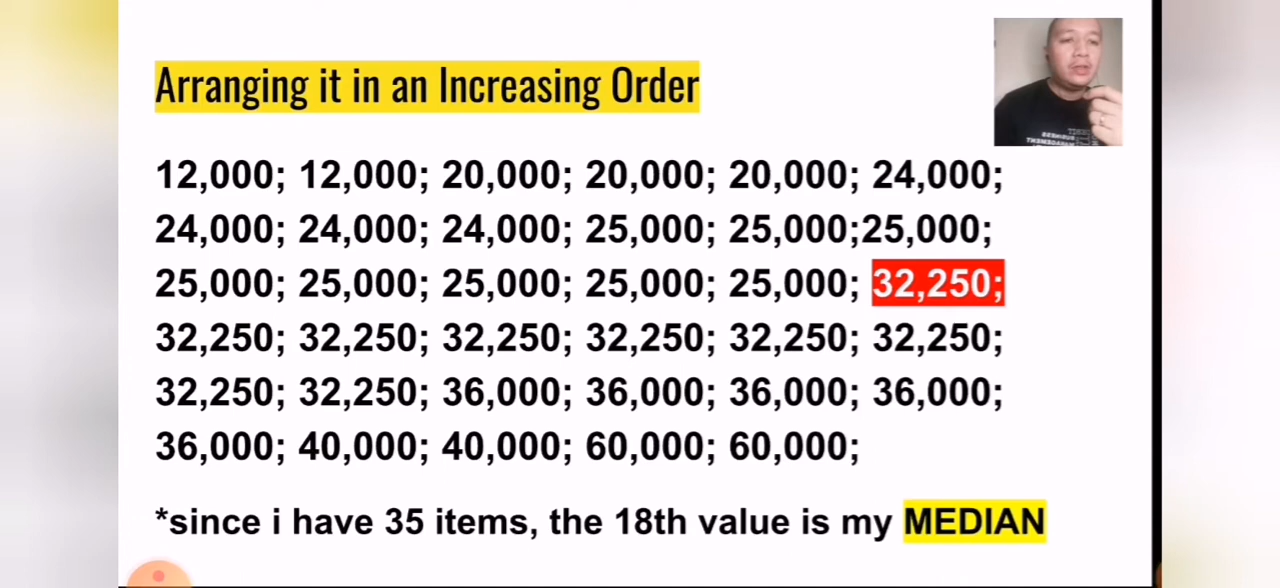 Arranging it in an Increasing Order
12,000; 12,000; 20,000; 20,000; 20,000; 24,000;
24,000; 24,000; 24,000; 25,000; 25,000;25,000;
25,000; 25,000; 25,000; 25,000; 25,000; 32,250;
32,250; 32,250; 32,250; 32,250; 32,250; 32,250;
32,250; 32,250; 36,000; 36,000; 36,000; 36,000;
36,000; 40,000; 40,000; 60,000; 60,000;
*since i have 35 items, the 18th value is my MEDIAN